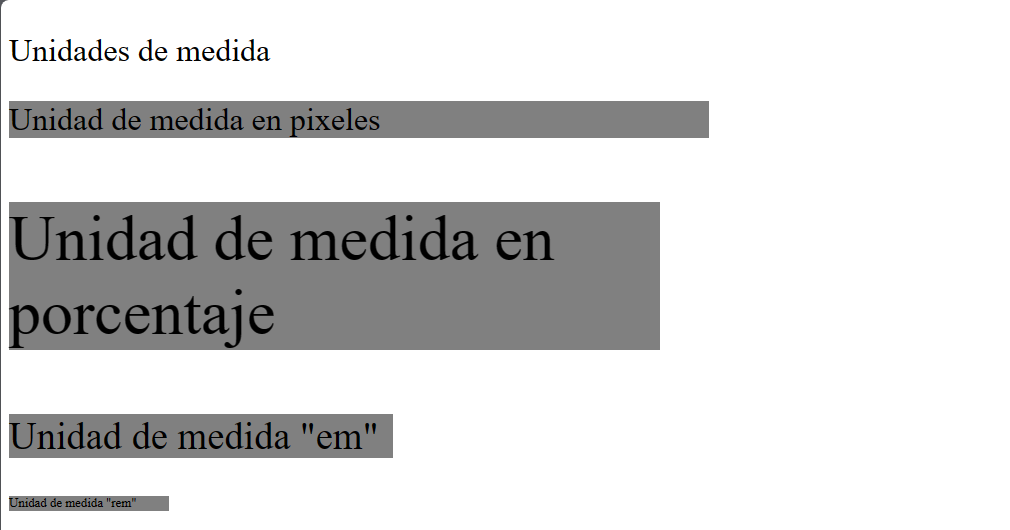 Unidades de medida
Unidad de medida en pixeles
Unidad de medida en
porcentaje
Unidad de medida "em"
Unidad de medida "rem"